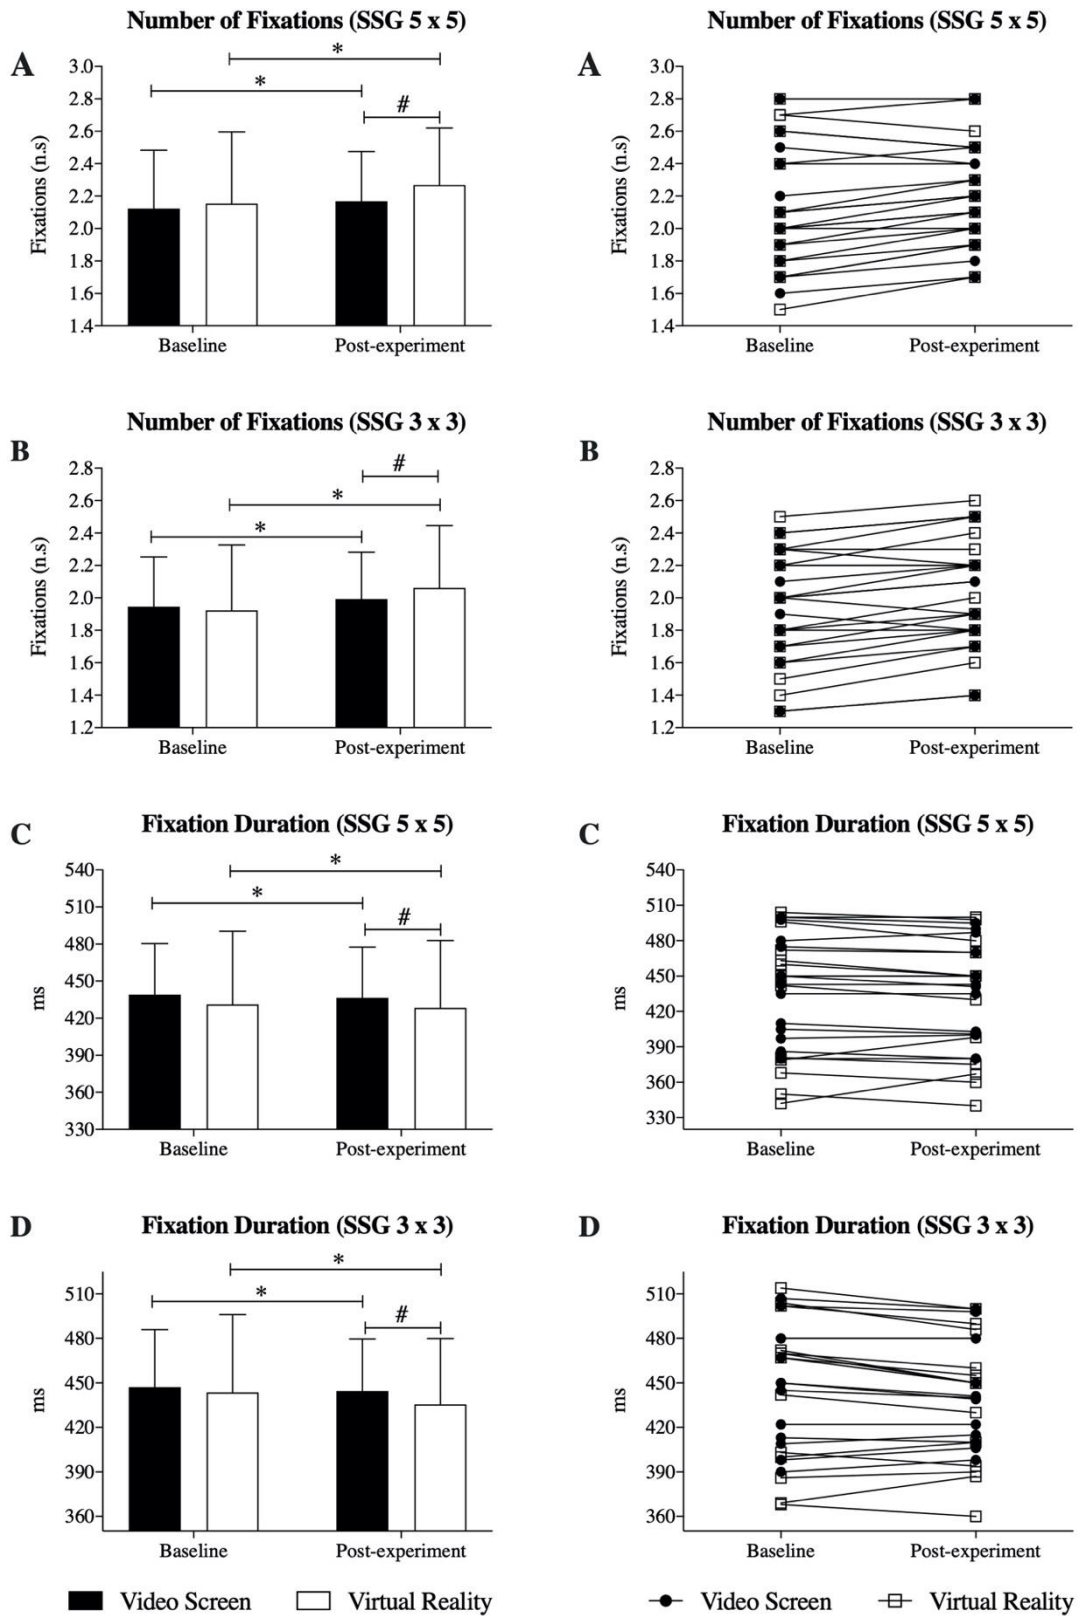 Number of Fixations (SSG 5 x 5)
A
Fixations (n.s)
3.0
2.8
2.6
2.4
2.2
2.0
1.8
1.6
1.4
*
*
#
Baseline Post-experiment
Number of Fixations (SSG 5 x 5)
A
Fixations (n.s)
3.0
2.8
2.6
2.4
2.2
2.0
1.8
1.6
1.4
Baseline Post-experiment
Number of Fixations (SSG 3 x 3)
B
Fixations (n.s)
2.8
2.6
2.4
2.2
2.0
1.8
1.6
1.4
1.2
#
*
*
Baseline Post-experiment
Number of Fixations (SSG 3 x 3)
B
Fixations (n.s)
2.8
2.6
2.4
2.2
2.0
1.8
1.6
1.4
1.2
Baseline Post-experiment
Fixation Duration (SSG 5 x 5)
C
ms
540
510
480
450
420
390
360
330
*
*
#
Baseline Post-experiment
Fixation Duration (SSG 5 x 5)
C
ms
540
510
480
450
420
390
360
330
Baseline Post-experiment
Fixation Duration (SSG 3 x 3)
D
ms
510
480
450
420
390
360
*
*
#
Baseline Post-experiment
Fixation Duration (SSG 3 x 3)
D
ms
510
480
450
420
390
360
Baseline Post-experiment
Video Screen Virtual Reality
Video Screen Virtual Reality